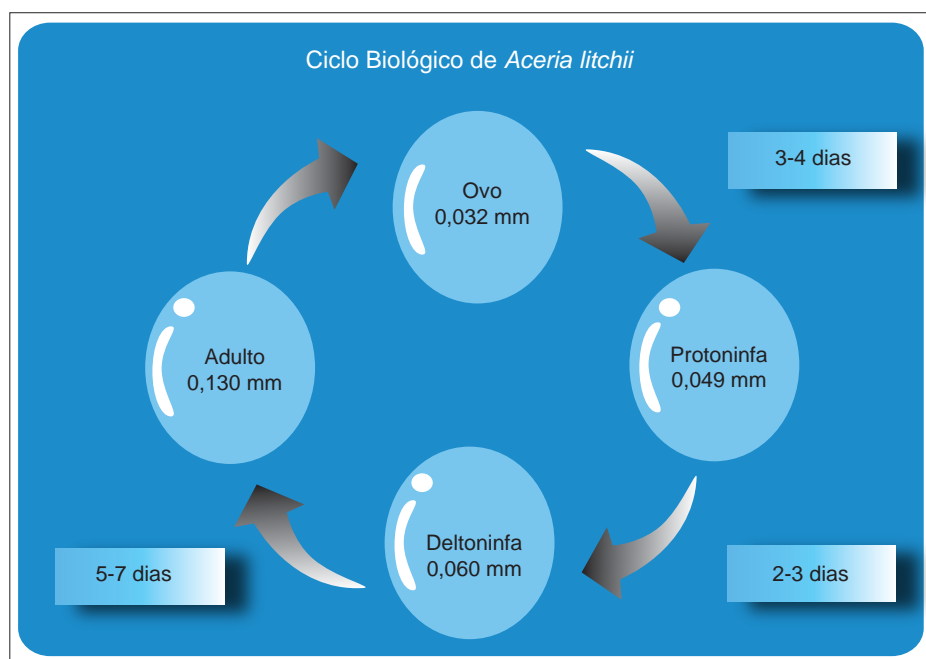 Ciclo Biológico de Aceria litchii
Ovo
0,032 mm
3-4 dias
Protoninfa
0,049 mm
2-3 dias
Deltoninfa
0,060 mm
5-7 dias
Adulto
0,130 mm